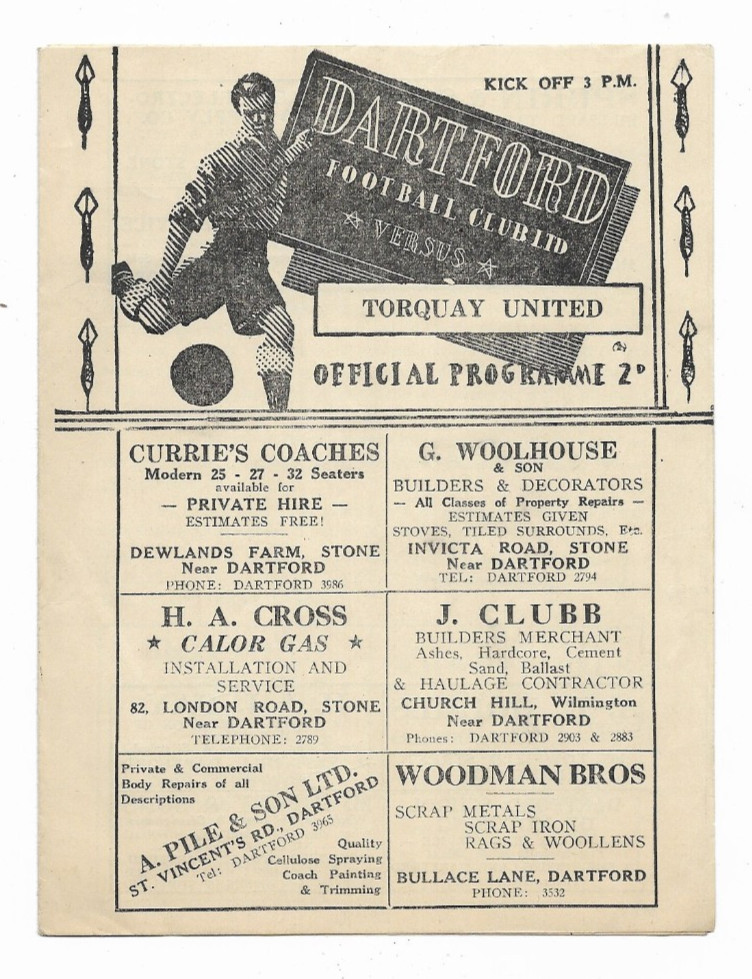 KICK OFF 3 P.M.
DARTFORD
FOOTBALL CLUB LTD
VERSUS
TORQUAY UNITED
OFFICIAL PROGRAMME 2D
CURRIE'S COACHES
Modern 25 - 27 - 32 Seaters
available for
— PRIVATE HIRE —
ESTIMATES FREE!
DEWLANDS FARM, STONE
Near DARTFORD
PHONE: DARTFORD 3986
G. WOOLHOUSE
& SON
BUILDERS & DECORATORS
— All Classes of Property Repairs —
ESTIMATES GIVEN
STOVES, TILED SURROUNDS, Etc.
INVICTA ROAD, STONE
Near DARTFORD
TEL: DARTFORD 2794
H. A. CROSS
★ CALOR GAS ★
INSTALLATION AND
SERVICE
82, LONDON ROAD, STONE
Near DARTFORD
TELEPHONE: 2789
J. CLUBB
BUILDERS MERCHANT
Ashes, Hardcore, Cement
Sand, Ballast
& HAULAGE CONTRACTOR
CHURCH HILL, Wilmington
Near DARTFORD
Phones: DARTFORD 2903 & 2883
Private & Commercial
Body Repairs of all
Descriptions
A. PILE & SON LTD.
ST. VINCENT'S RD., DARTFORD
Tel: DARTFORD 3965
Quality
Cellulose Spraying
Coach Painting
& Trimming
WOODMAN BROS
SCRAP METALS
SCRAP IRON
RAGS & WOOLLENS
BULLACE LANE, DARTFORD
PHONE: 3532